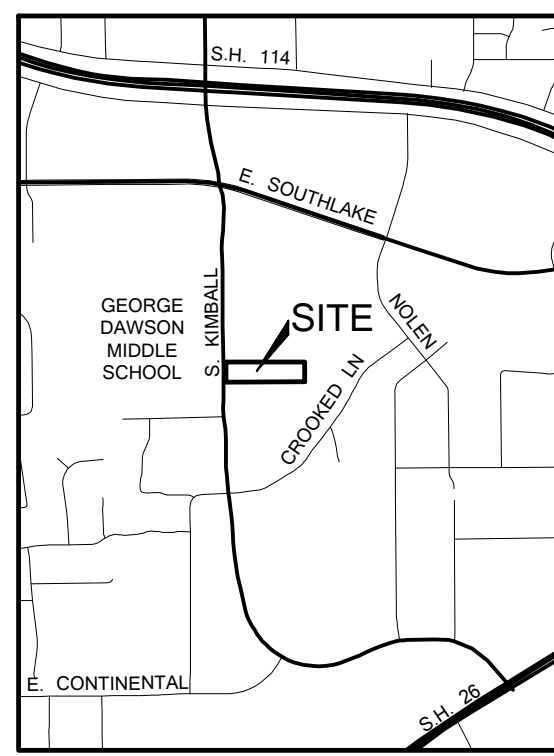 S.H. 114
E. SOUTHLAKE
GEORGE
DAWSON
MIDDLE
SCHOOL
S. KIMBALL
SITE
NOLEN
CROOKED LN
E. CONTINENTAL
S.H. 26